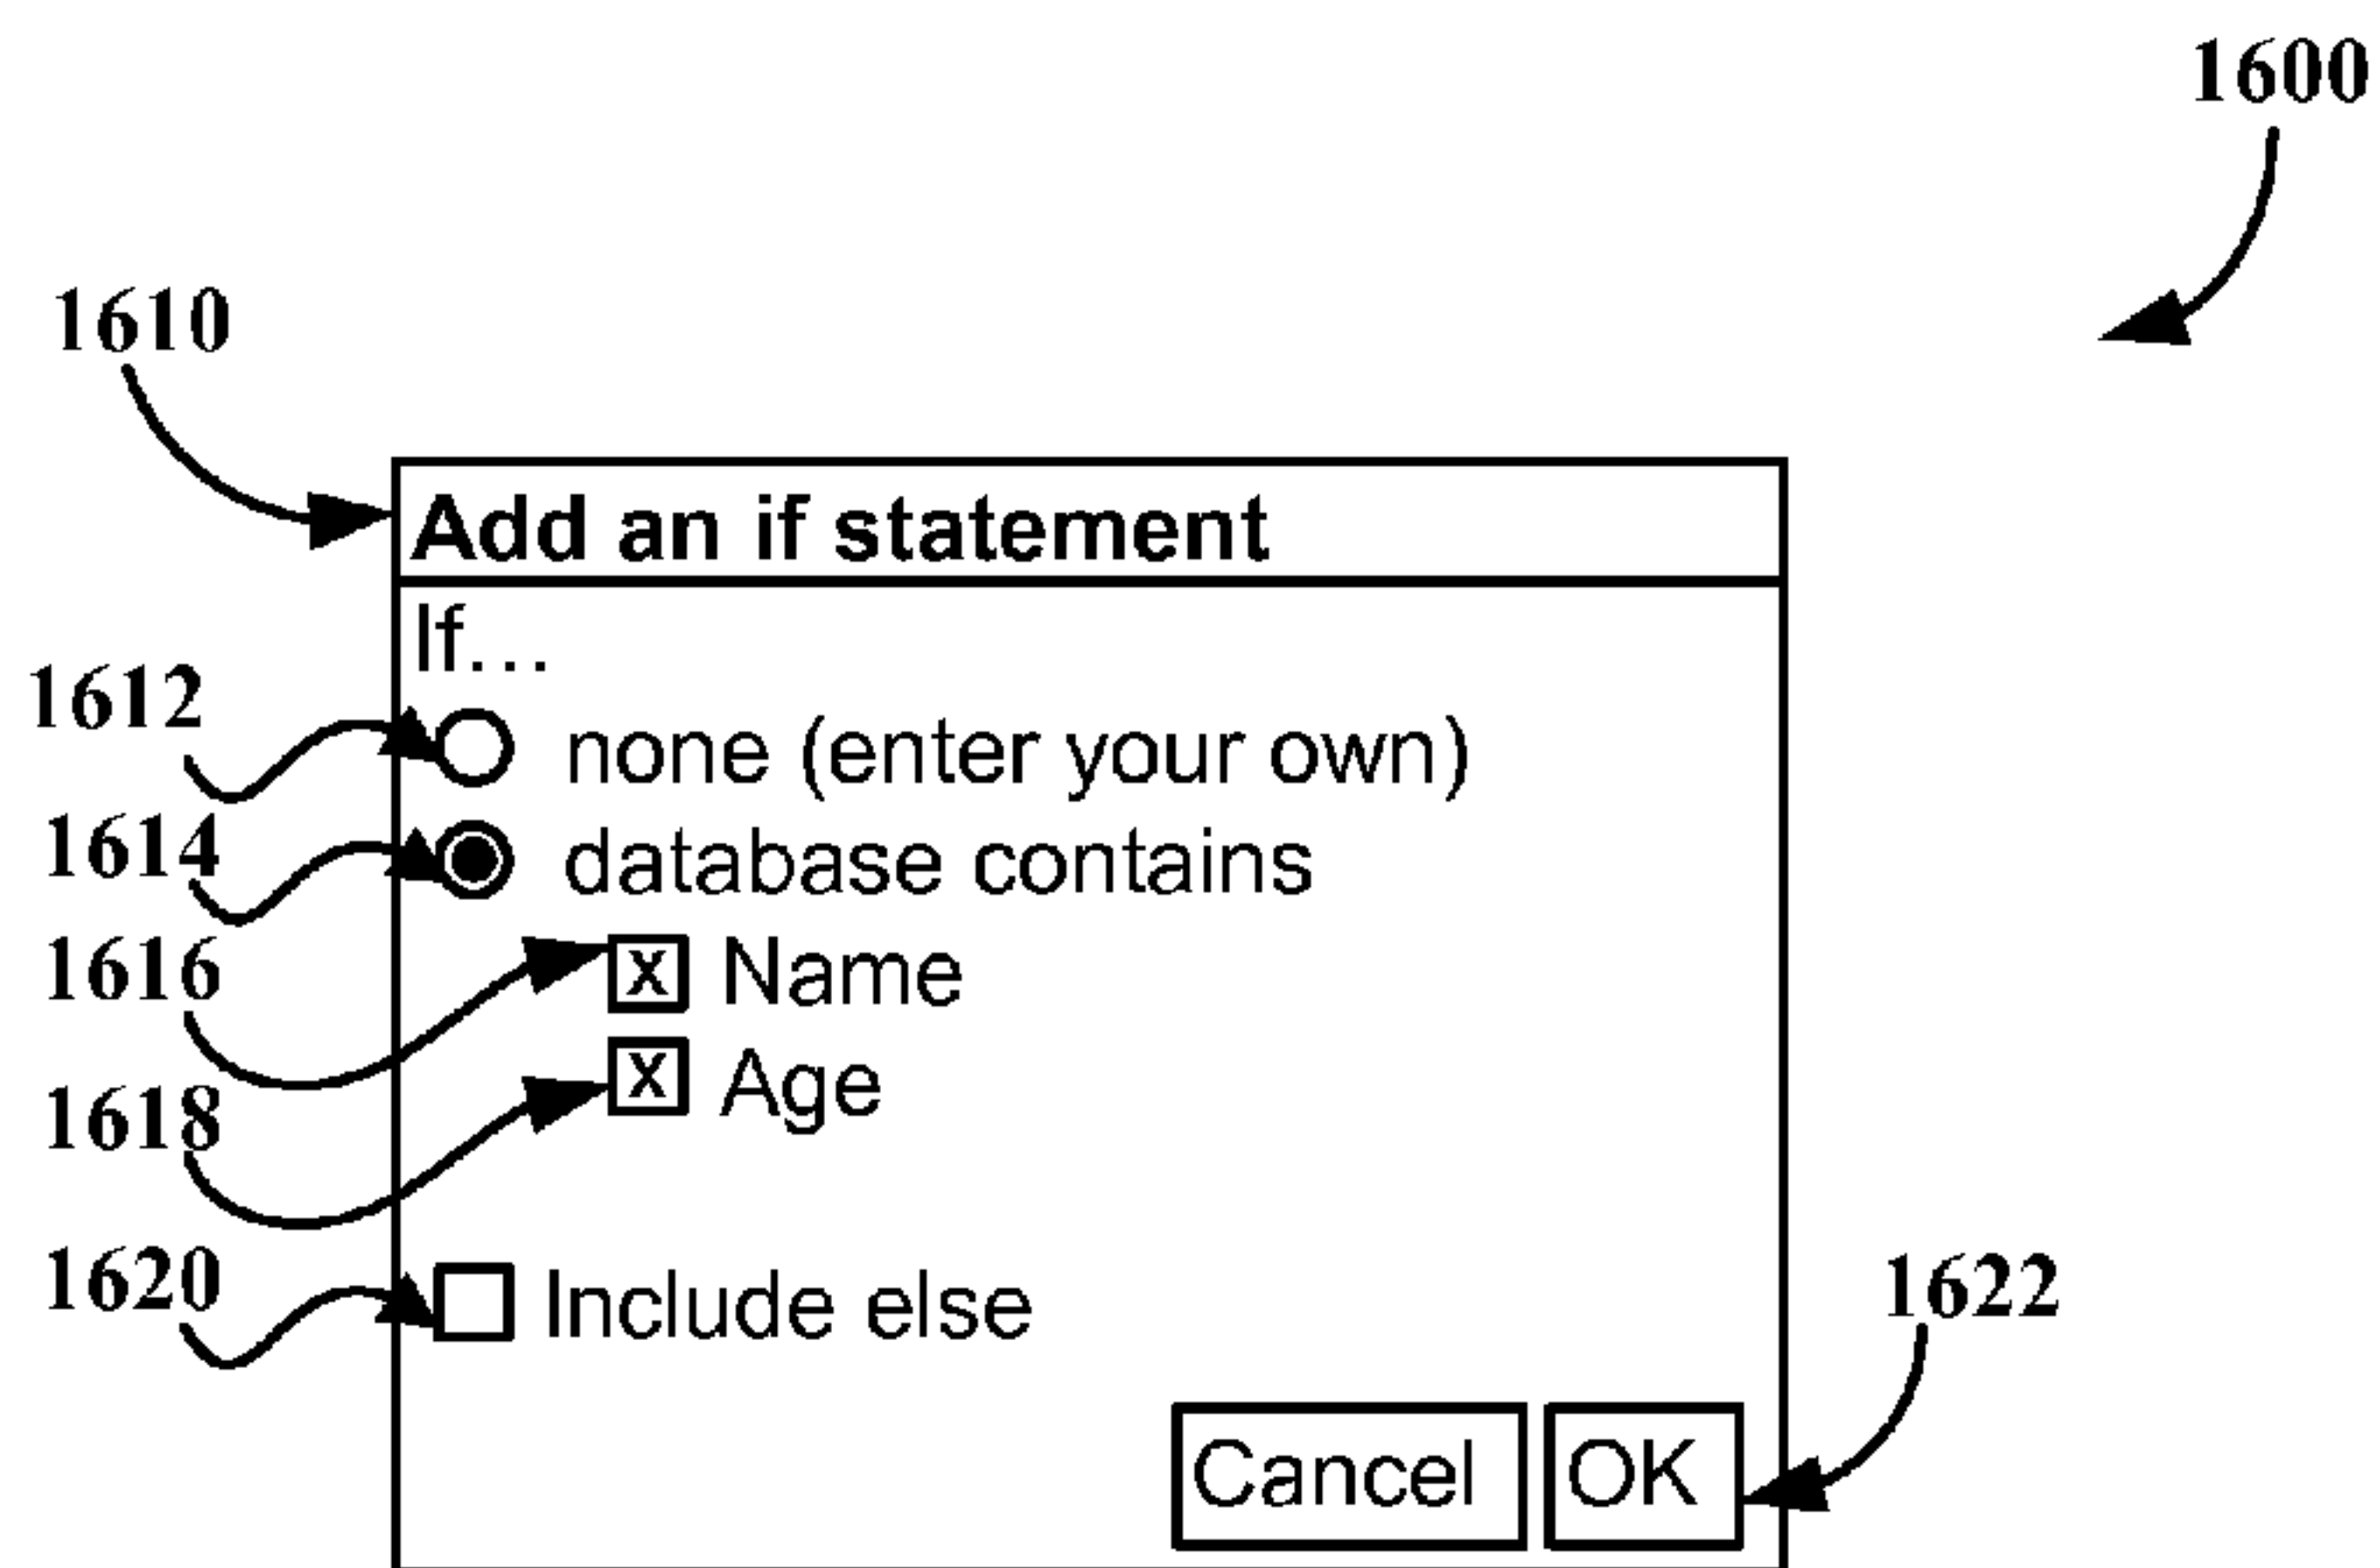 1600
1610
Add an if statement
If...
1612
none (enter your own)
1614
database contains
1616
x Name
1618
x Age
1620
Include else
1622
Cancel
OK